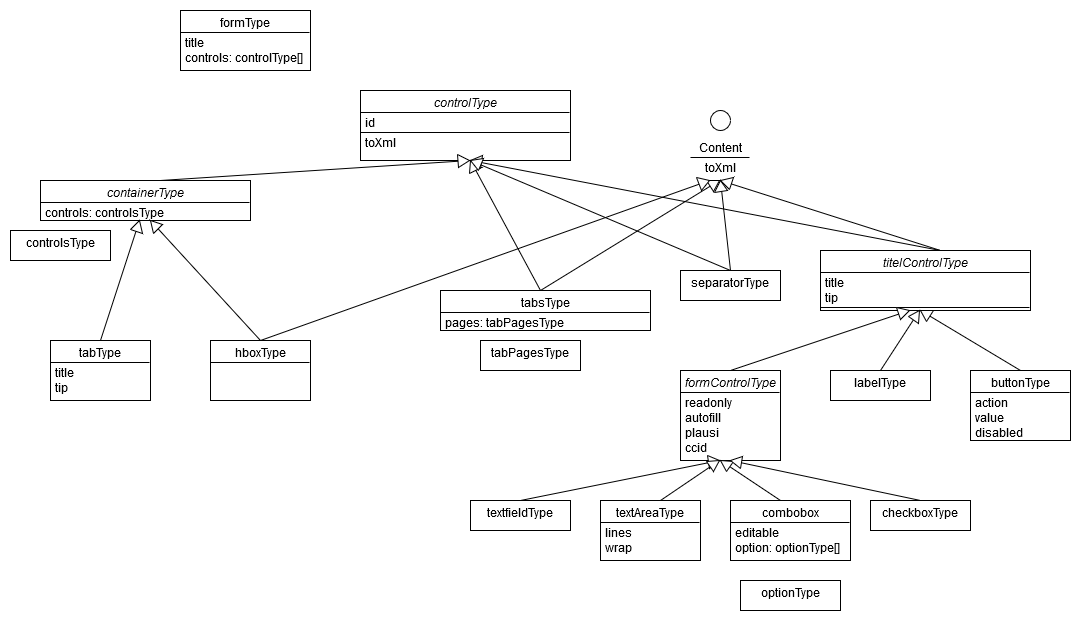 formType
title
controls: controlType[]
controlType
id
toXml
Content
toXml
containerType
controls: controlsType
controlsType
titelControlType
title
tip
separatorType
tabsType
pages: tabPagesType
tabPagesType
tabType
title
tip
hboxType
formControlType
readonly
autofill
plausi
ccid
labelType
buttonType
action
value
disabled
textfieldType
textAreaType
lines
wrap
combobox
editable
option: optionType[]
checkboxType
optionType